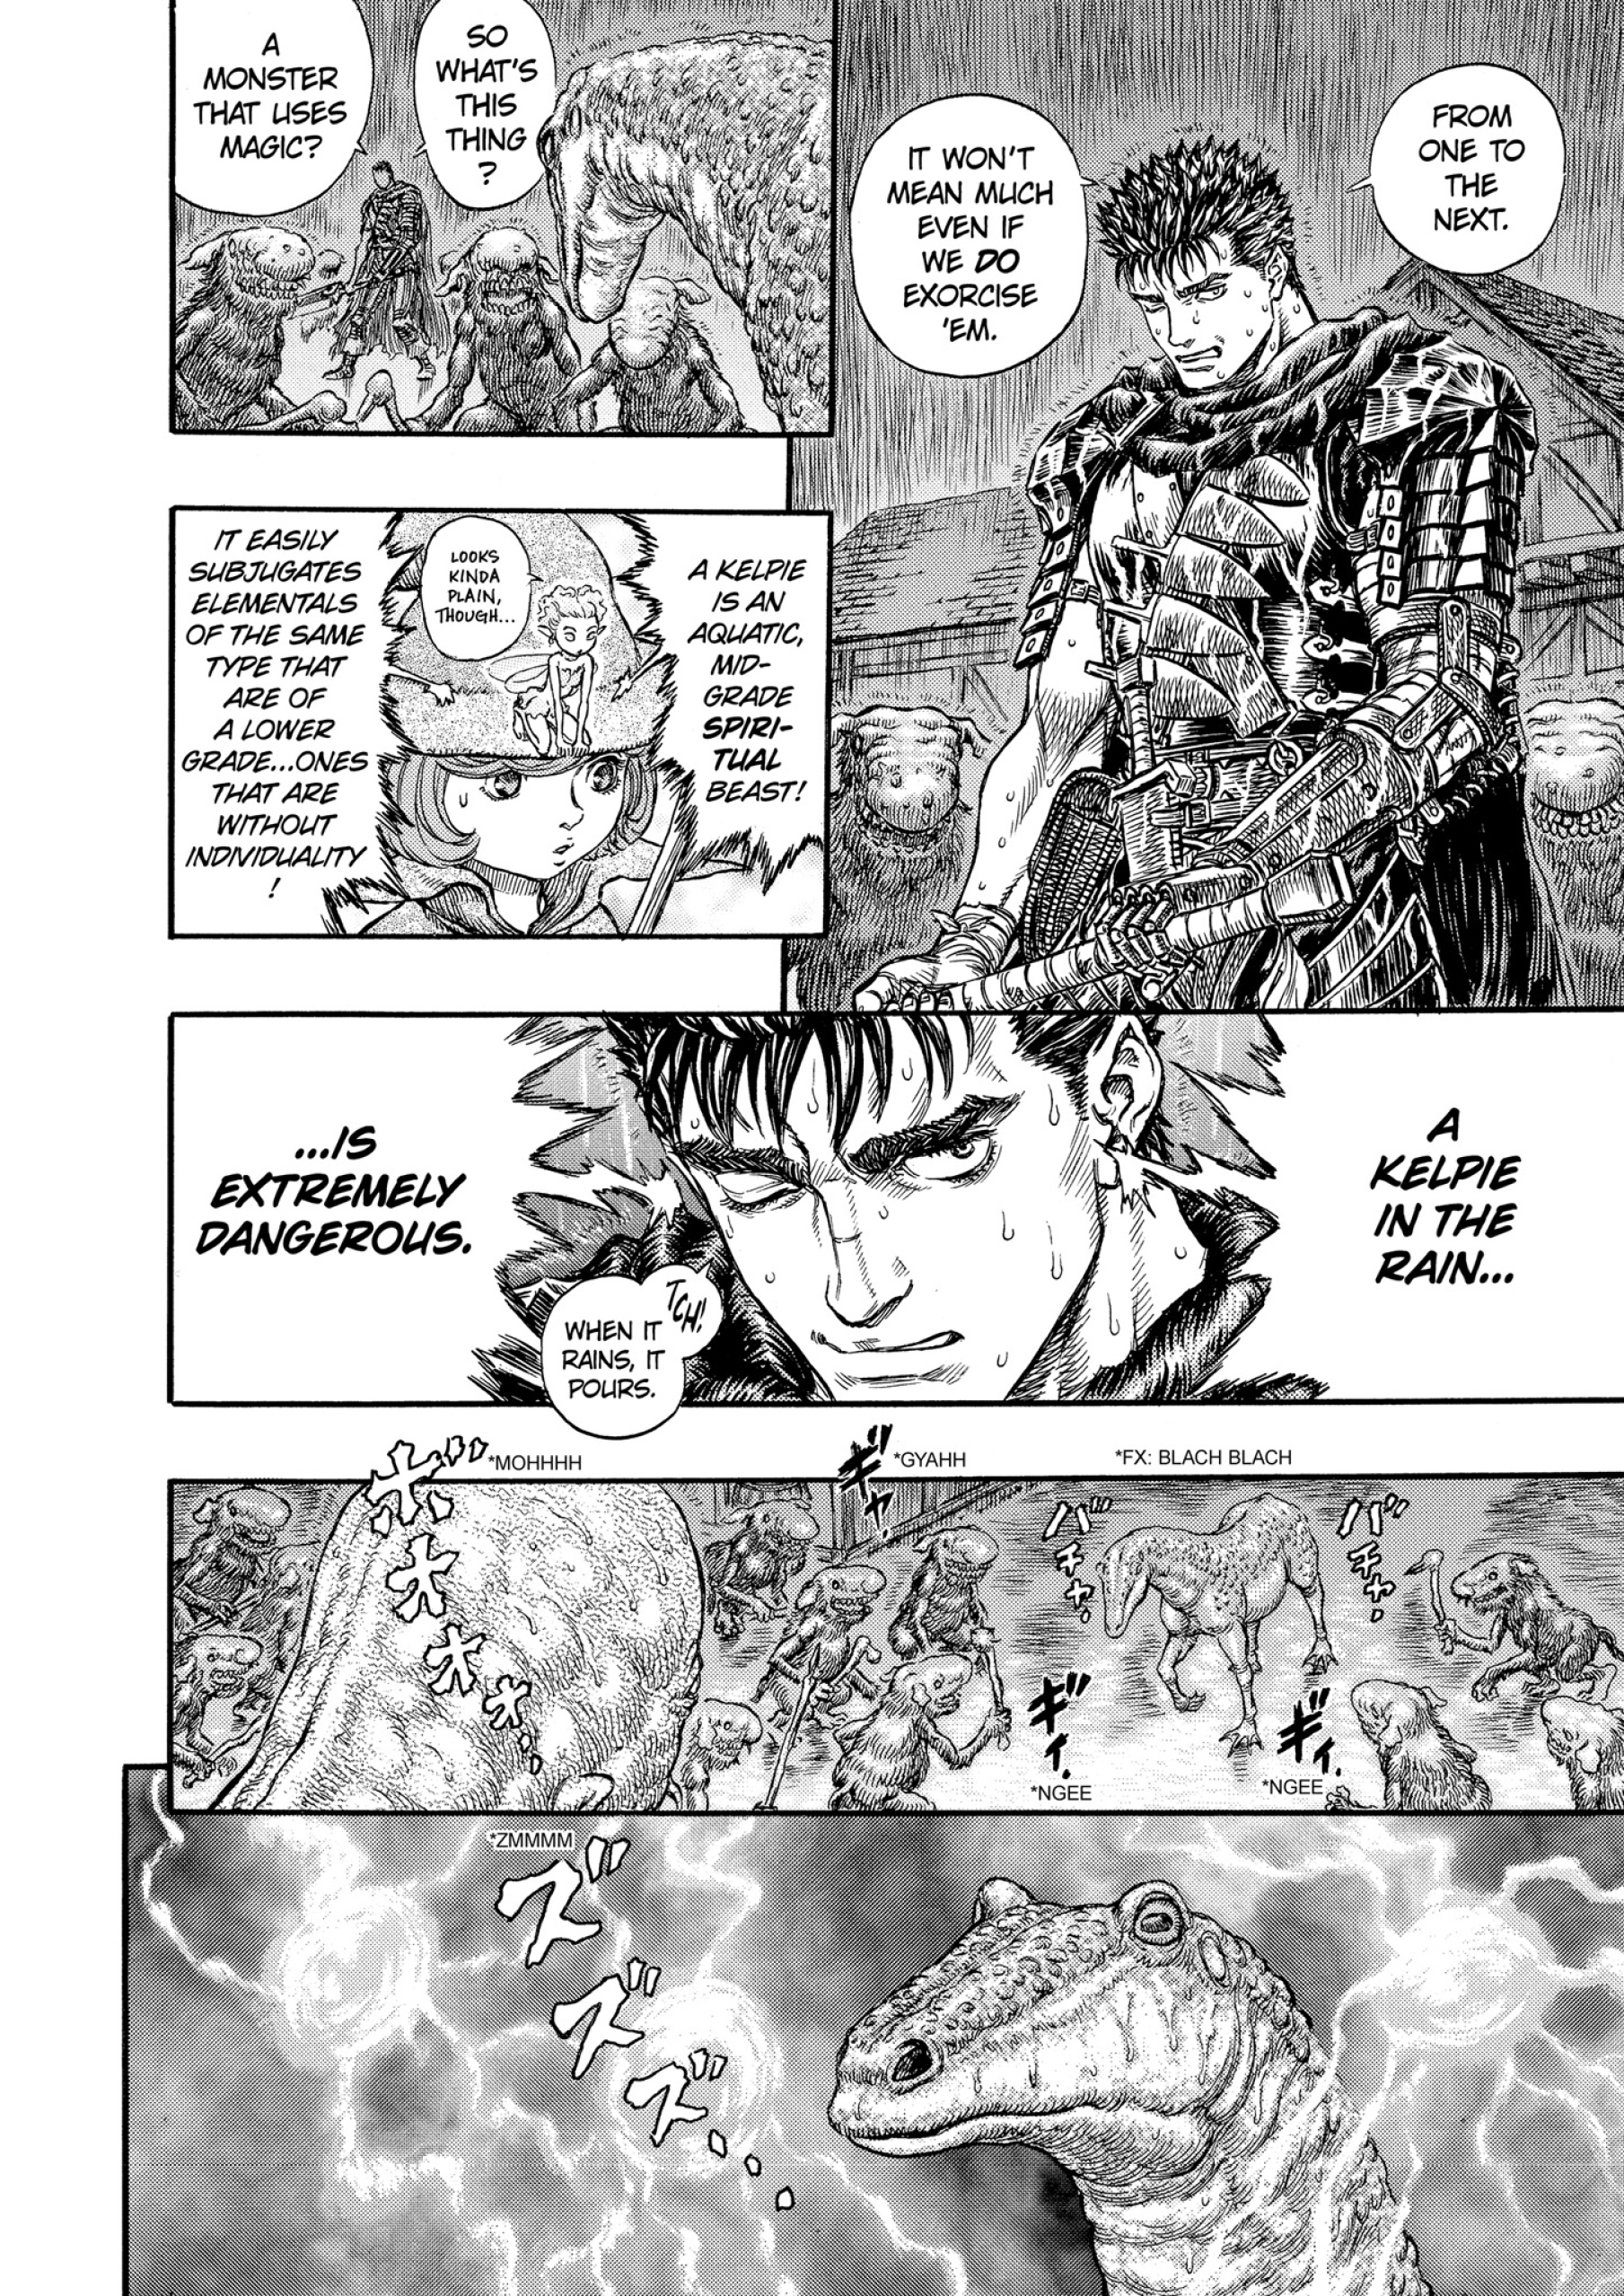 FROM
ONE TO
THE
NEXT.
IT WON'T
MEAN MUCH
EVEN IF
WE DO
EXORCISE
'EM.
SO
WHAT'S
THIS
THING
?
A
MONSTER
THAT USES
MAGIC?
A KELPIE
IS AN
AQUATIC,
MID-
GRADE
SPIRI-
TUAL
BEAST!
LOOKS
KINDA
PLAIN,
THOUGH...
IT EASILY
SUBJUGATES
ELEMENTALS
OF THE SAME
TYPE THAT
ARE OF
A LOWER
GRADE...ONES
THAT ARE
WITHOUT
INDIVIDUALITY
!
A
KELPIE
IN THE
RAIN...
...IS
EXTREMELY
DANGEROUS.
TCH!
WHEN IT
RAINS, IT
POURS.
*FX: BLACH BLACH
バチャ
バチャ
*GYAHH
ギャ
*MOHHHH
ボオオオ...
ギィ
*NGEE
ギィ
*NGEE
*ZMMMM
ズズズ...